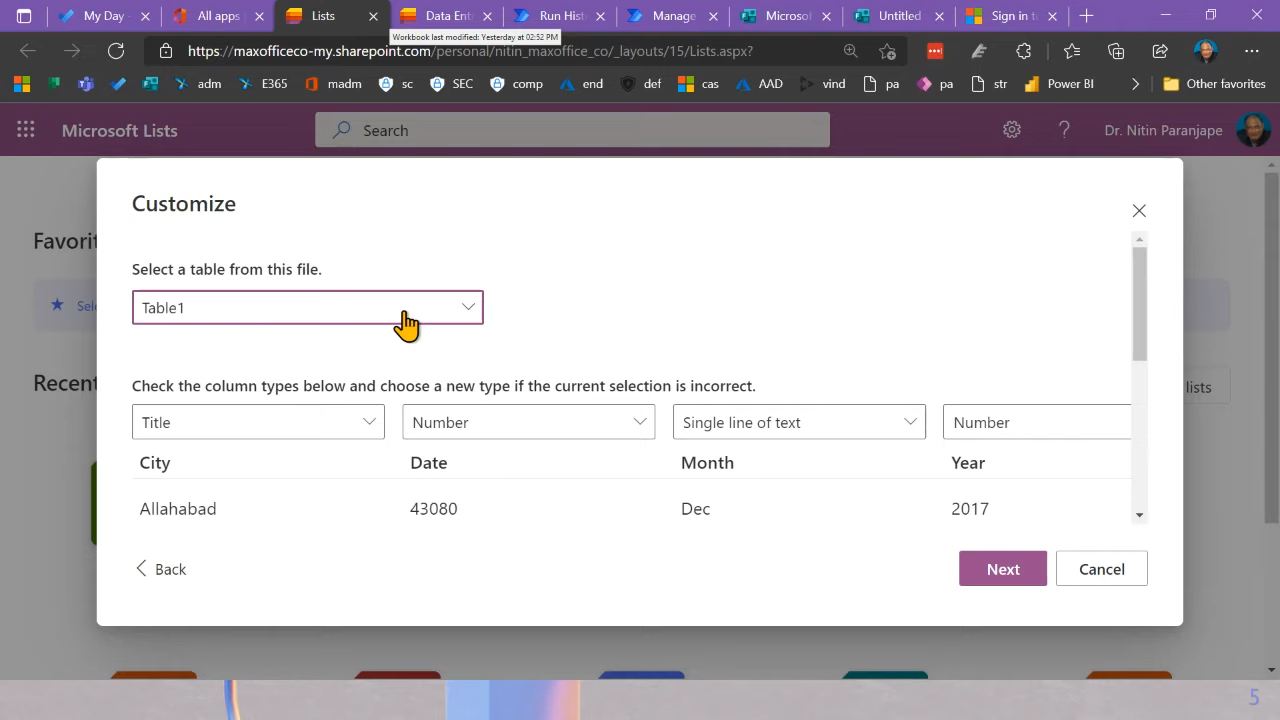 My Day -
All apps
Lists
Data Ent
Run Hist
Manage
Microsof
Untitled
Sign in t
Workbook last modified: Yesterday at 02:52 PM
https://maxofficeco-my.sharepoint.com/personal/nitin_maxoffice_co/_layouts/15/Lists.aspx?
adm
E365
madm
sc
SEC
comp
end
def
cas
AAD
vind
pa
pa
str
Power BI
Other favorites
Microsoft Lists
Search
Dr. Nitin Paranjape
Favorit
Sele
Recent
lists
Customize
Select a table from this file.
Table1
Check the column types below and choose a new type if the current selection is incorrect.
Title
Number
Single line of text
Number
City
Date
Month
Year
Allahabad
43080
Dec
2017
Back
Next
Cancel
5